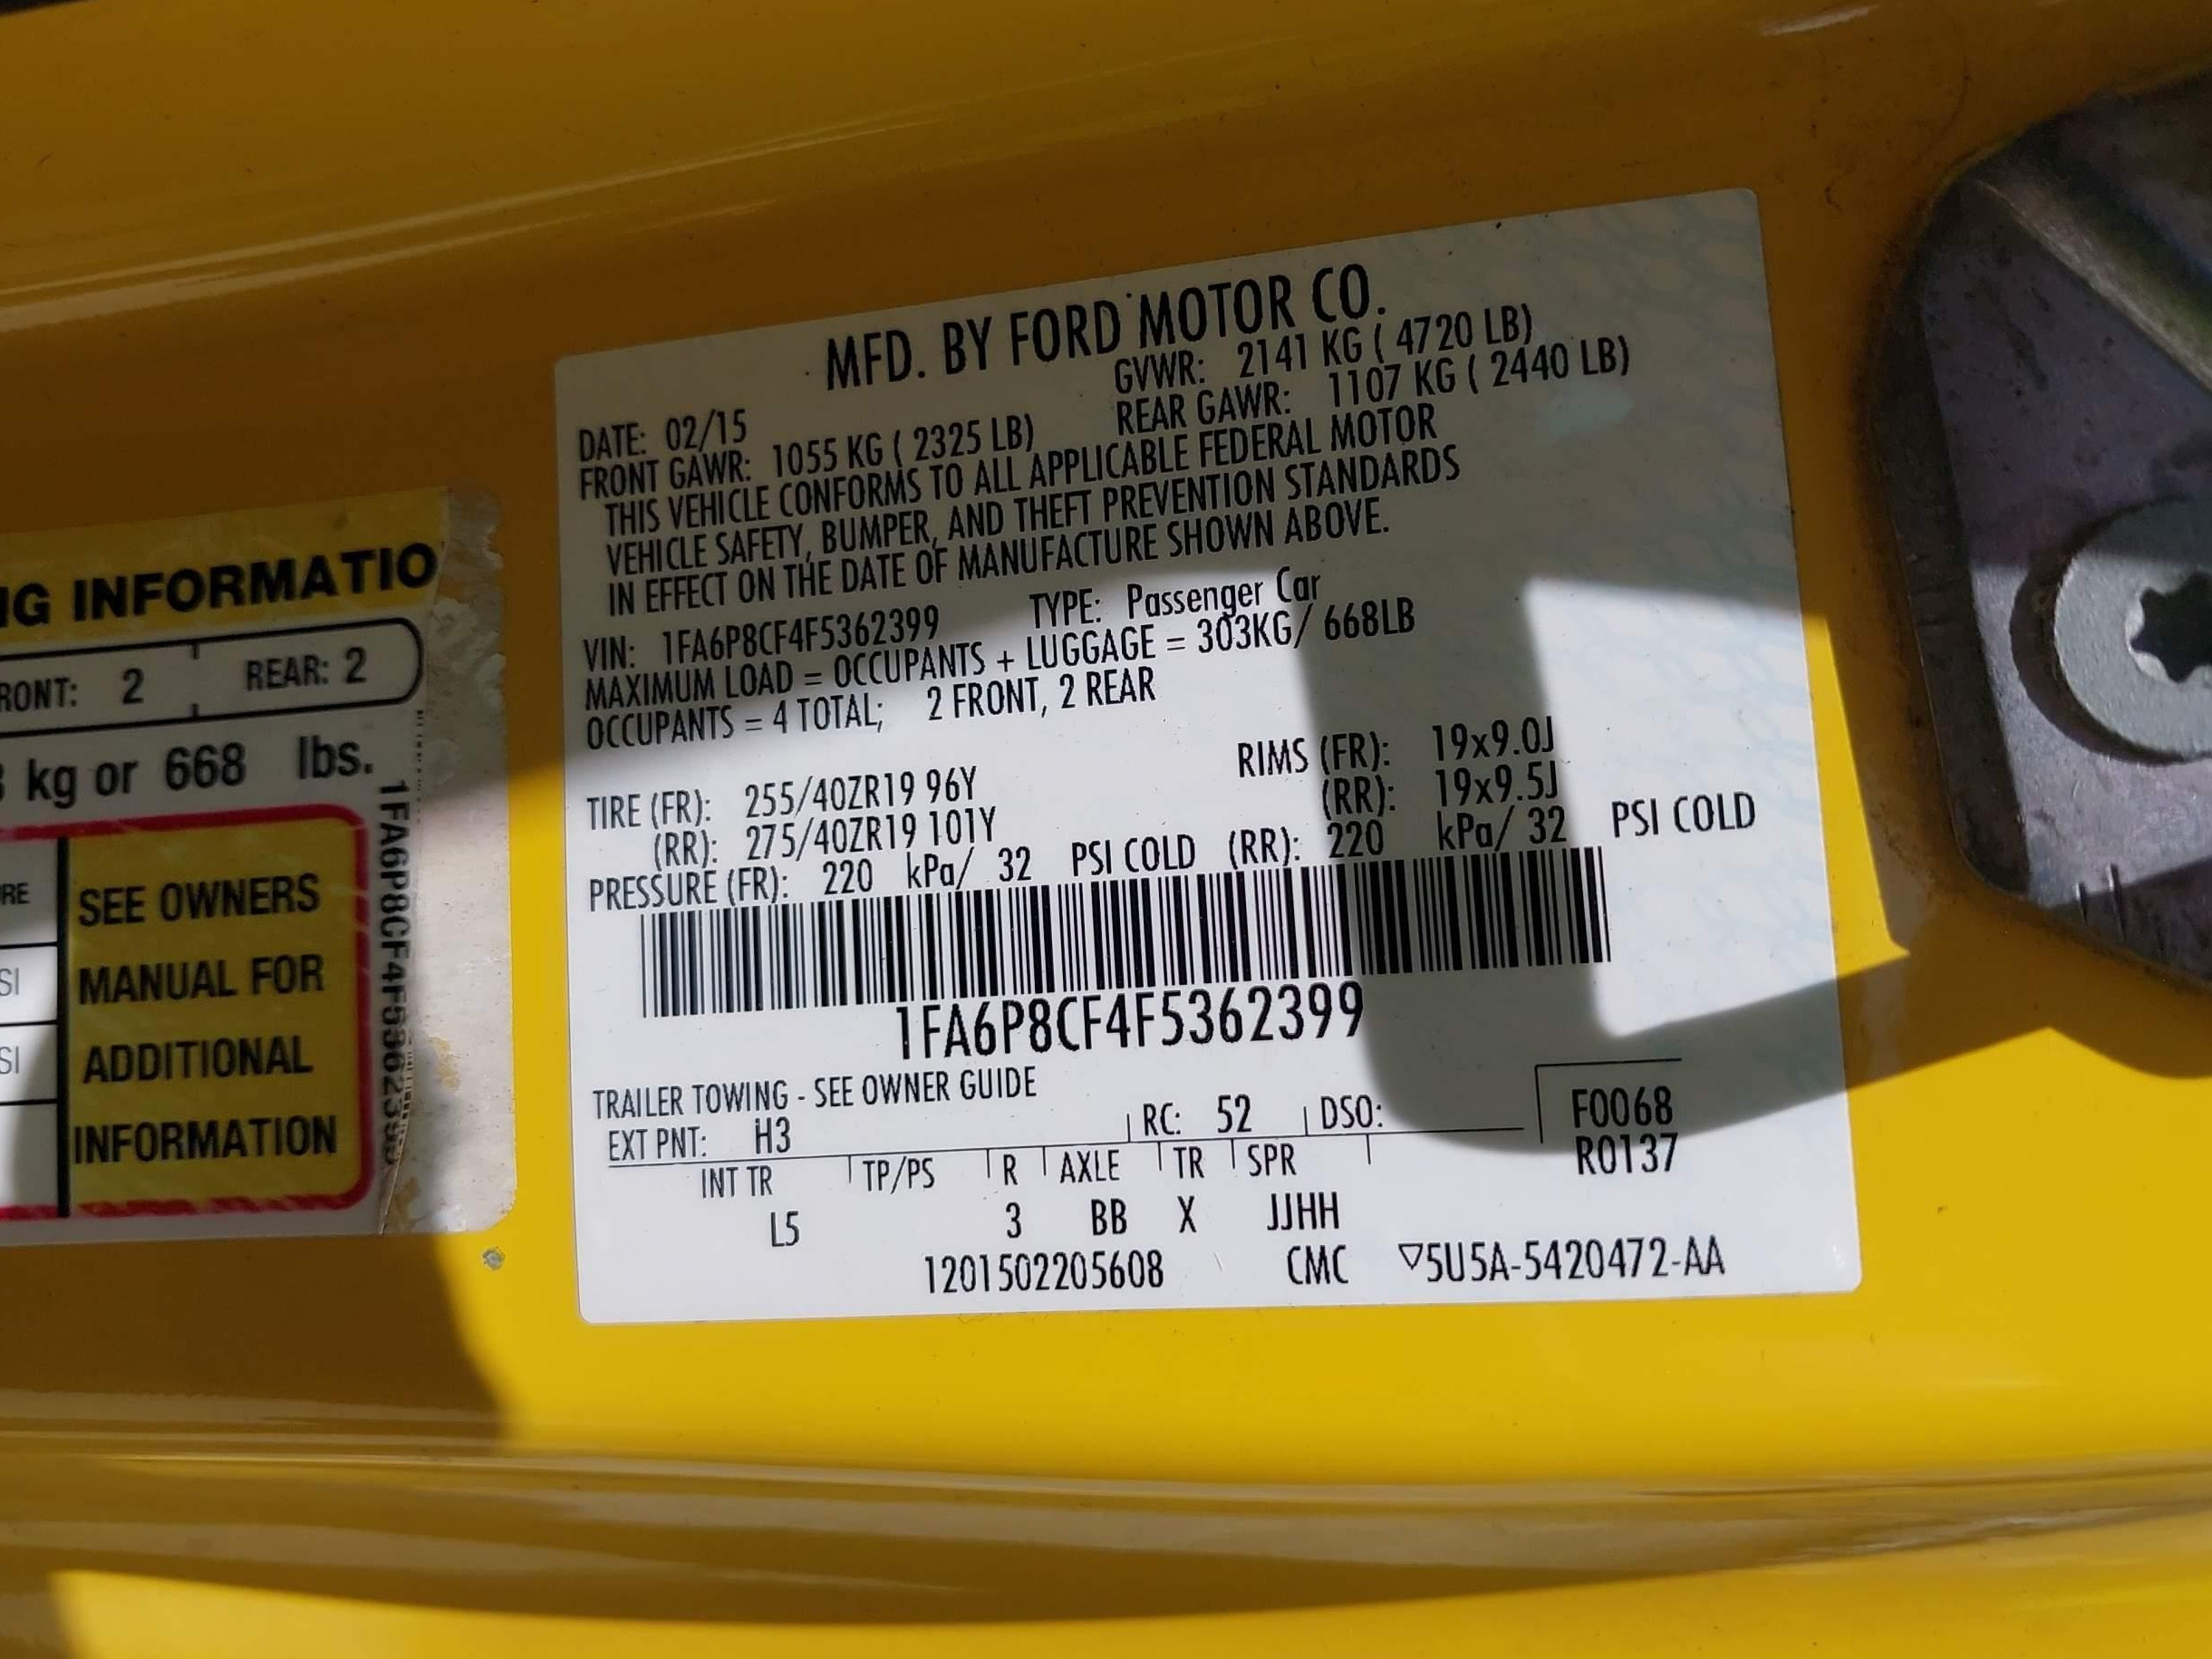 MFD. BY FORD MOTOR CO.
DATE: 02/15 GVWR: 2141 KG ( 4720 LB)
FRONT GAWR: 1055 KG ( 2325 LB) REAR GAWR: 1107 KG ( 2440 LB)
THIS VEHICLE CONFORMS TO ALL APPLICABLE FEDERAL MOTOR
VEHICLE SAFETY, BUMPER, AND THEFT PREVENTION STANDARDS
IN EFFECT ON THE DATE OF MANUFACTURE SHOWN ABOVE.
VIN: 1FA6P8CF4F5362399 TYPE: Passenger Car
MAXIMUM LOAD = OCCUPANTS + LUGGAGE = 303KG/ 668LB
OCCUPANTS = 4 TOTAL; 2 FRONT, 2 REAR
TIRE (FR): 255/40ZR19 96Y RIMS (FR): 19x9.0J
(RR): 275/40ZR19 101Y (RR): 19x9.5J
PRESSURE (FR): 220 kPa/ 32 PSI COLD (RR): 220 kPa/ 32 PSI COLD
1FA6P8CF4F5362399
TRAILER TOWING - SEE OWNER GUIDE
EXT PNT: H3 RC: 52 DSO: F0068
R0137
INT TR TP/PS R AXLE TR SPR
L5 3 BB X JJHH
1201502205608 CMC ▽5U5A-5420472-AA
NG INFORMATIO
RONT: 2 REAR: 2
kg or 668 lbs.
RE SEE OWNERS
SI MANUAL FOR
SI ADDITIONAL
INFORMATION
1FA6P8CF4F5362399